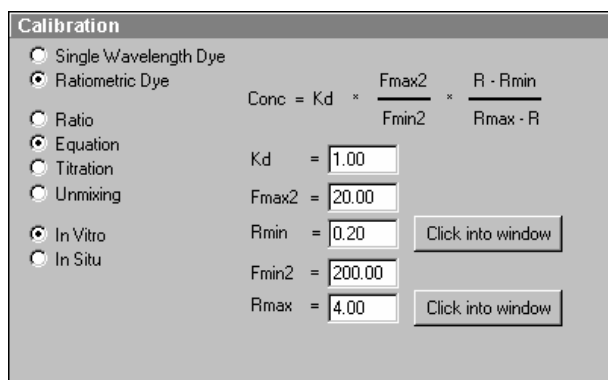 Calibration
Single Wavelength Dye
Ratiometric Dye
Ratio
Equation
Titration
Unmixing
In Vitro
In Situ
Conc = Kd * Fmax2 / Fmin2 * R - Rmin / Rmax - R
Kd = 1.00
Fmax2 = 20.00
Rmin = 0.20 Click into window
Fmin2 = 200.00
Rmax = 4.00 Click into window